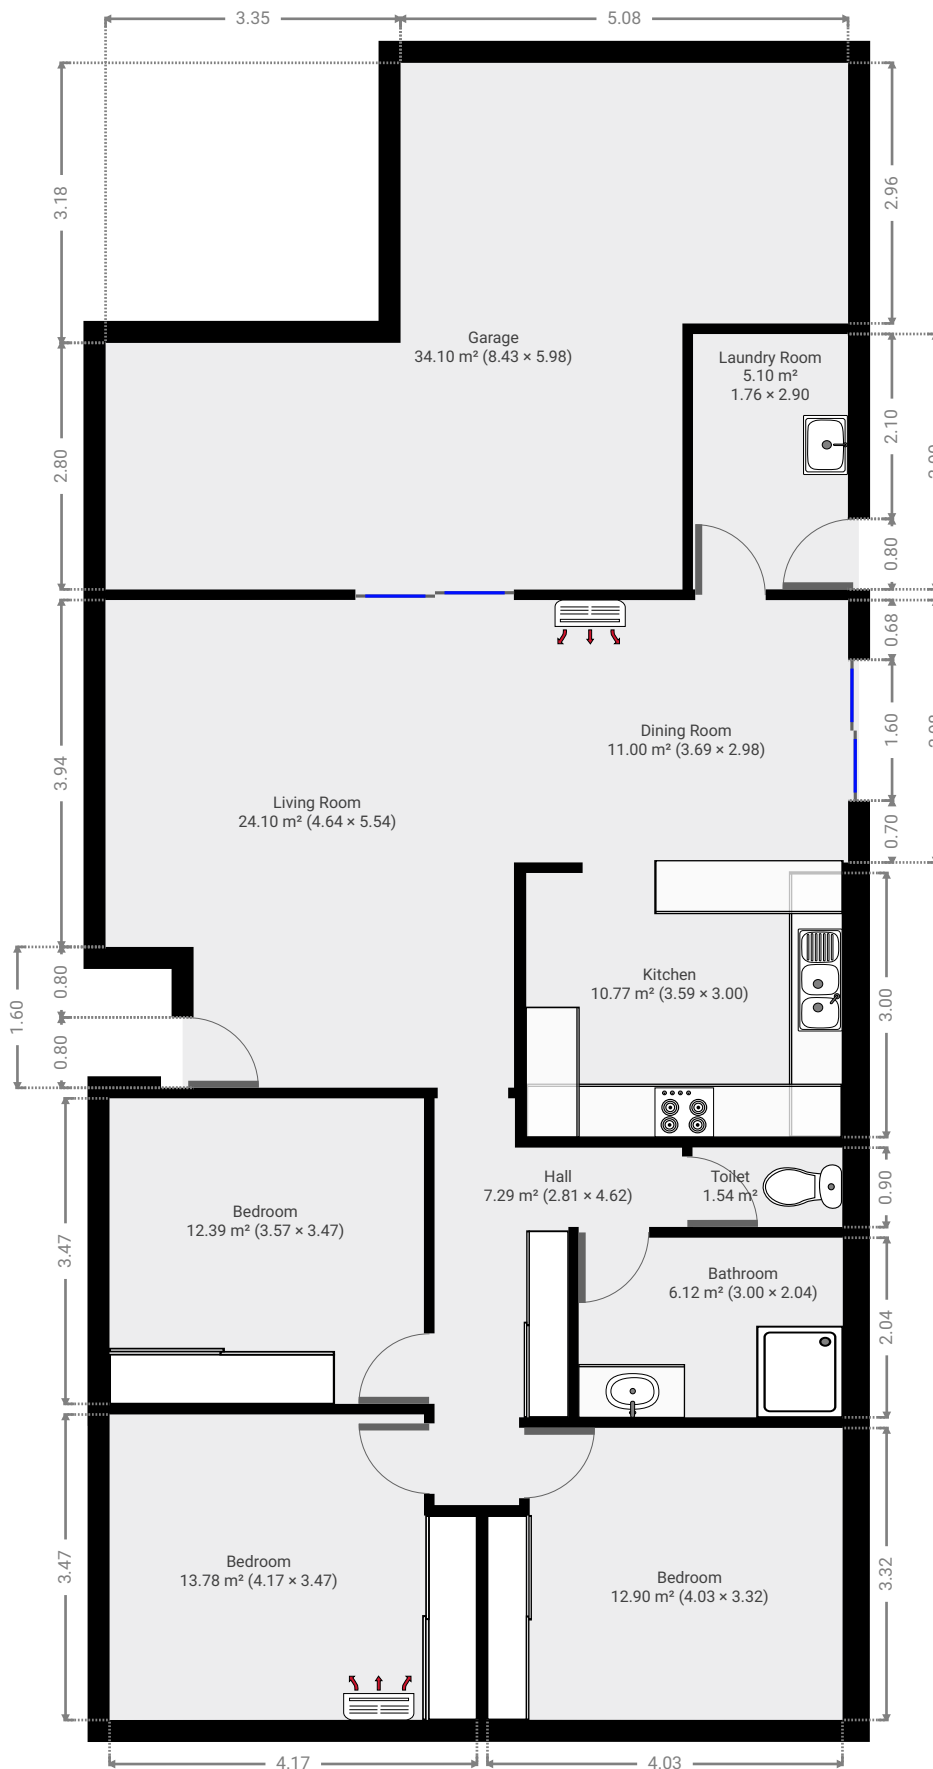 3.35
5.08
3.18
2.96
Garage
34.10 m² (8.43 × 5.98)
Laundry Room
5.10 m²
1.76 × 2.90
2.10
2.80
0.80
0.68
Dining Room
11.00 m² (3.69 × 2.98)
1.60
3.94
Living Room
24.10 m² (4.64 × 5.54)
0.70
Kitchen
10.77 m² (3.59 × 3.00)
0.80
1.60
3.00
0.80
Hall
7.29 m² (2.81 × 4.62)
Toilet
1.54 m²
0.90
Bedroom
12.39 m² (3.57 × 3.47)
3.47
Bathroom
6.12 m² (3.00 × 2.04)
2.04
Bedroom
13.78 m² (4.17 × 3.47)
3.47
Bedroom
12.90 m² (4.03 × 3.32)
3.32
4.17
4.03